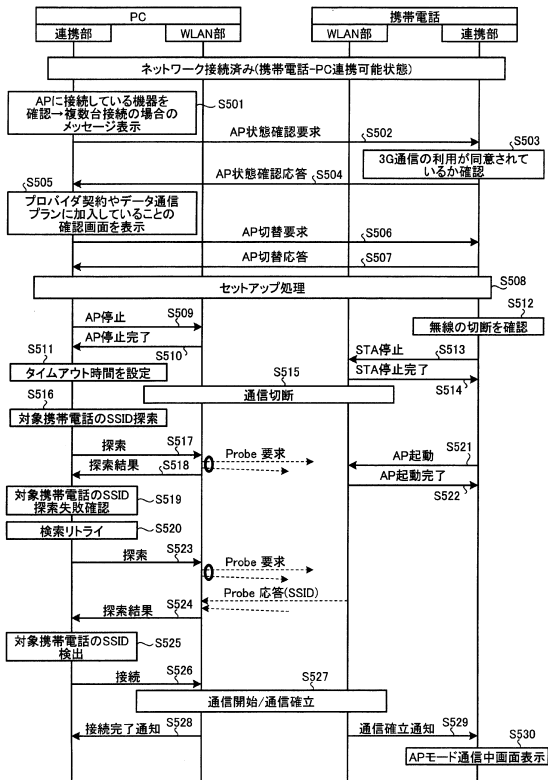 PC
携帯電話
連携部
WLAN部
WLAN部
連携部
ネットワーク接続済み(携帯電話-PC連携可能状態)
APに接続している機器を
確認→複数台接続の場合の
メッセージ表示
S501
AP状態確認要求
S502
S503
3G通信の利用が同意されて
いるか確認
AP状態確認応答
S504
S505
プロバイダ契約やデータ通信
プランに加入していることの
確認画面を表示
AP切替要求
S506
AP切替応答
S507
セットアップ処理
S508
AP停止
S509
S512
無線の切断を確認
AP停止完了
S510
STA停止
S513
S511
タイムアウト時間を設定
STA停止完了
S514
S515
通信切断
S516
対象携帯電話のSSID探索
探索
S517
Probe 要求
探索結果
S518
AP起動
S521
AP起動完了
S522
対象携帯電話のSSID
探索失敗確認
S519
検索リトライ
S520
探索
S523
Probe 要求
Probe 応答(SSID)
探索結果
S524
対象携帯電話のSSID
検出
S525
接続
S526
S527
通信開始/通信確立
接続完了通知
S528
通信確立通知
S529
S530
APモード通信中画面表示